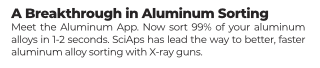 A Breakthrough in Aluminum Sorting
Meet the Aluminum App. Now sort 99% of your aluminum
alloys in 1-2 seconds. SciAps has lead the way to better, faster
aluminum alloy sorting with X-ray guns.